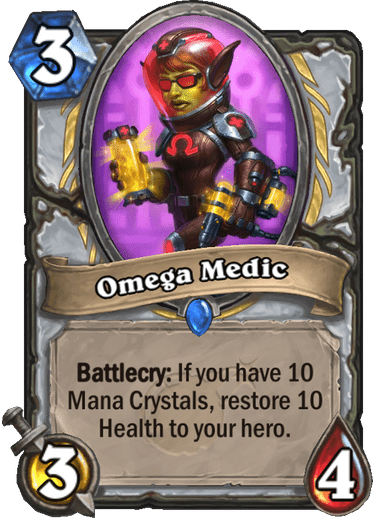 3
Omega Medic
Battlecry: If you have 10
Mana Crystals, restore 10
Health to your hero.
3
4